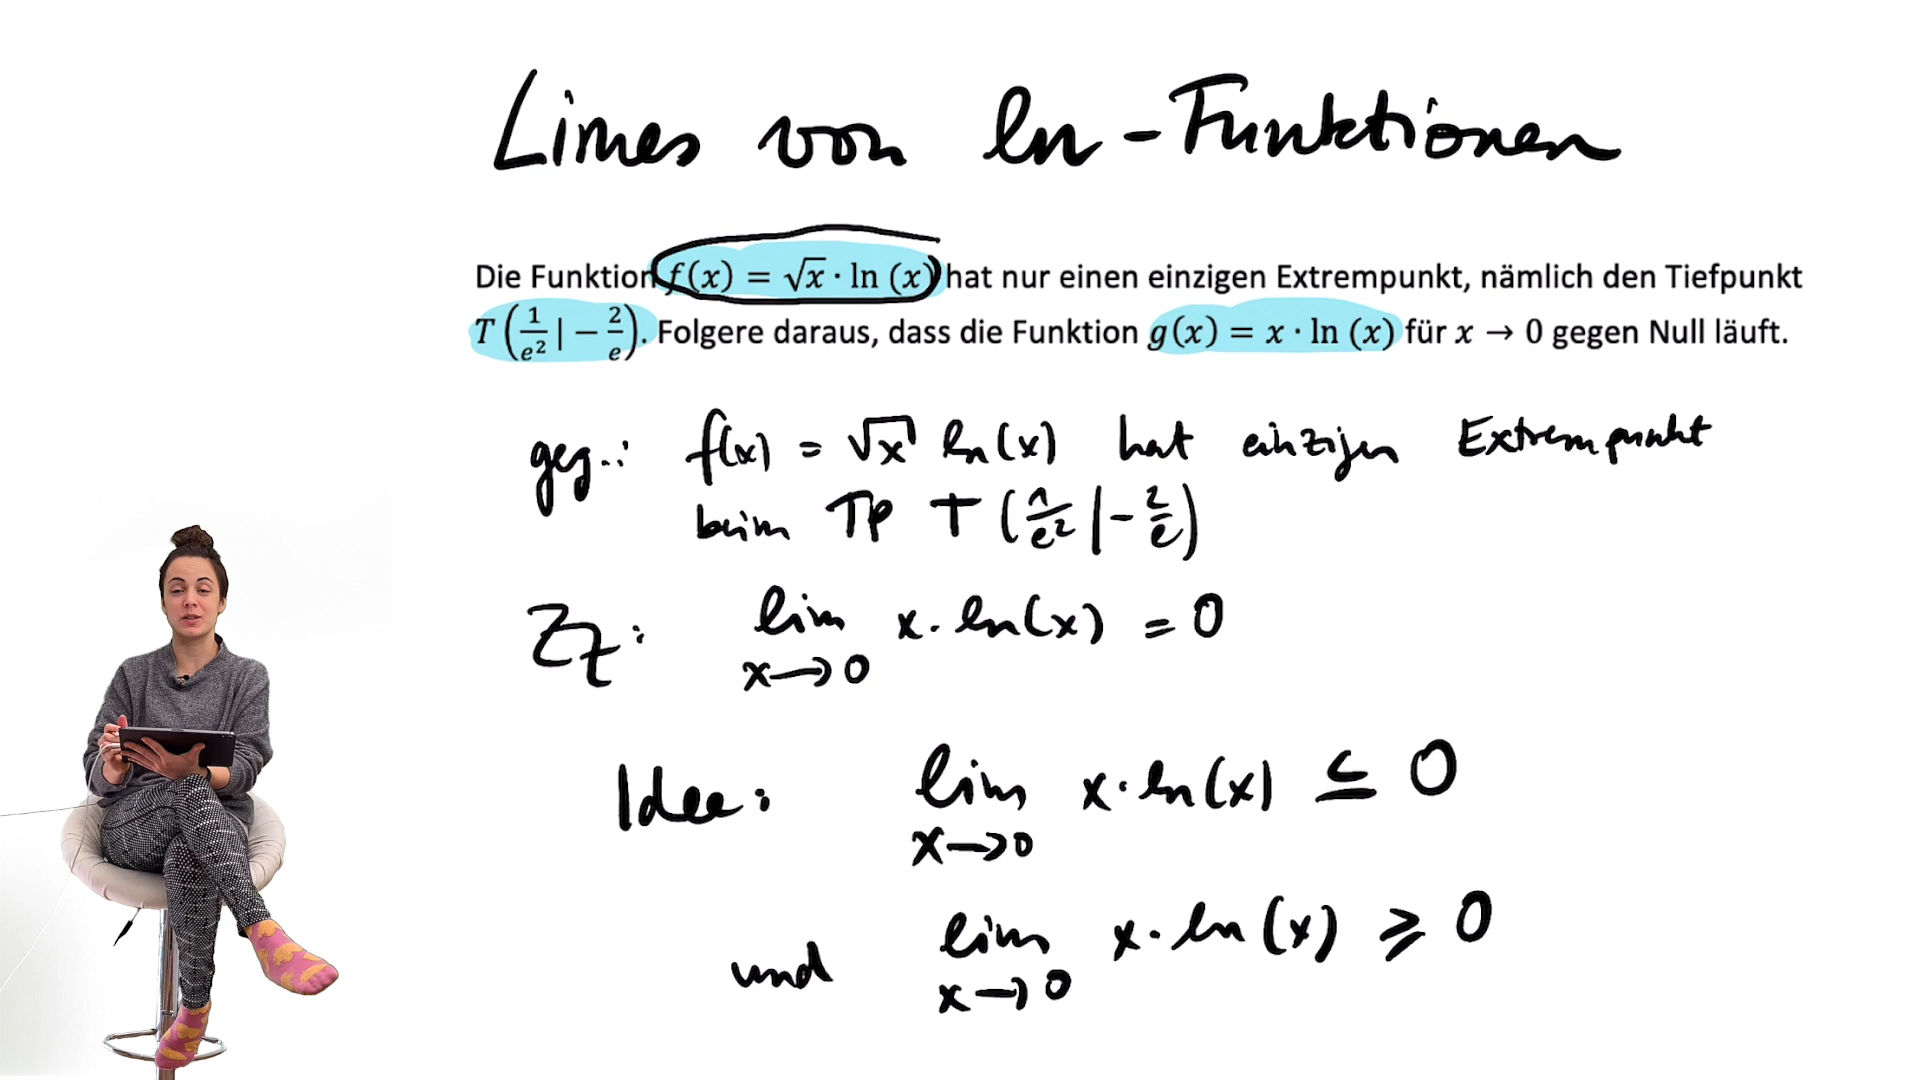 Limes von ln-Funktionen
Die Funktion f(x) = √x · ln (x) hat nur einen einzigen Extrempunkt, nämlich den Tiefpunkt
T (1/e² | − 2/e). Folgere daraus, dass die Funktion g(x) = x · ln (x) für x → 0 gegen Null läuft.
geg.: f(x) = √x ln(x) hat einzigen Extrempunkt
beim TP T (1/e² | − 2/e)
Zz: lim x→0 x · ln(x) = 0
Idee: lim x→0 x · ln(x) ≤ 0
und lim x→0 x · ln(x) ≥ 0